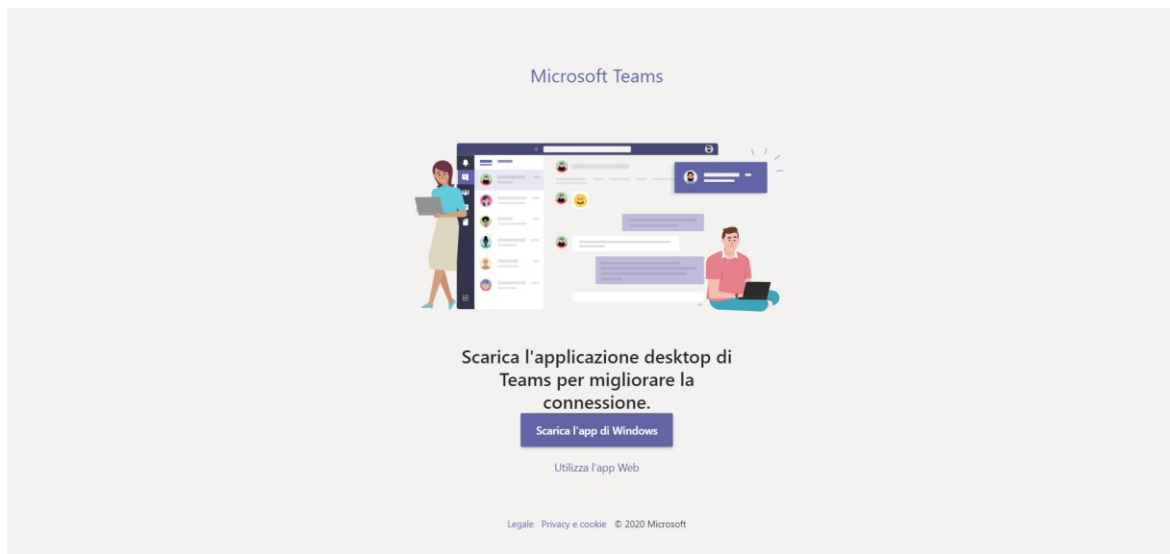 Microsoft Teams
Scarica l'applicazione desktop di
Teams per migliorare la
connessione.
Scarica l'app di Windows
Utilizza l'app Web
Legale Privacy e cookie © 2020 Microsoft